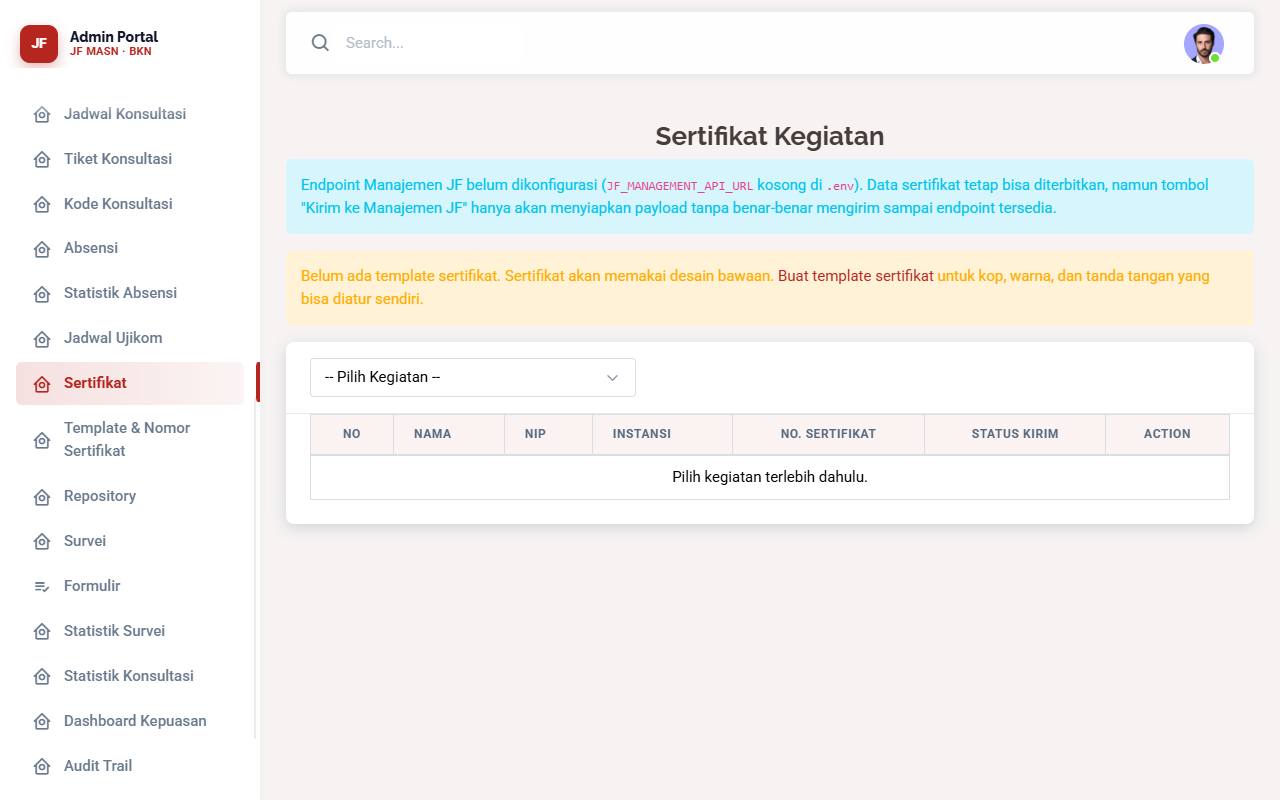 JF
Admin Portal
JF MASN · BKN
Jadwal Konsultasi
Tiket Konsultasi
Kode Konsultasi
Absensi
Statistik Absensi
Jadwal Ujikom
Sertifikat
Template & Nomor
Sertifikat
Repository
Survei
Formulir
Statistik Survei
Statistik Konsultasi
Dashboard Kepuasan
Audit Trail
Search...
Sertifikat Kegiatan
Endpoint Manajemen JF belum dikonfigurasi (JF_MANAGEMENT_API_URL kosong di .env). Data sertifikat tetap bisa diterbitkan, namun tombol
"Kirim ke Manajemen JF" hanya akan menyiapkan payload tanpa benar-benar mengirim sampai endpoint tersedia.
Belum ada template sertifikat. Sertifikat akan memakai desain bawaan. Buat template sertifikat untuk kop, warna, dan tanda tangan yang
bisa diatur sendiri.
-- Pilih Kegiatan --
NO NAMA NIP INSTANSI NO. SERTIFIKAT STATUS KIRIM ACTION
Pilih kegiatan terlebih dahulu.